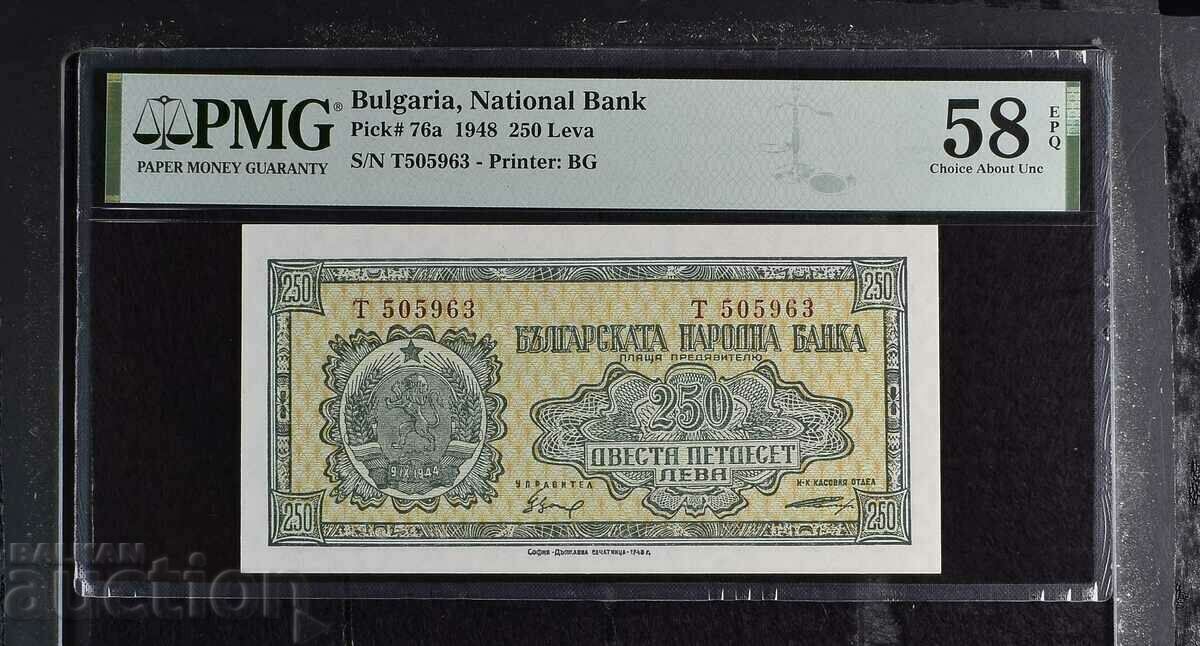 PMG®
PAPER MONEY GUARANTY
Bulgaria, National Bank
Pick# 76a 1948 250 Leva
S/N T505963 - Printer: BG
58
EPQ
Choice About Unc
250
250
Т 505963
Т 505963
БЪЛГАРСКАТА НАРОДНА БАНКА
ПЛАЩА ПРЕДЯВИТЕЛЮ
250
ДВЕСТА ПЕТДЕСЕТ
ЛЕВА
9 IX 1944
УПРАВИТЕЛ
Н-К КАСОВИЯ ОТДЕЛ
250
250
СОФИЯ-ДЪРЖАВНА ПЕЧАТНИЦА-1948 Г.
BALKAN
auction